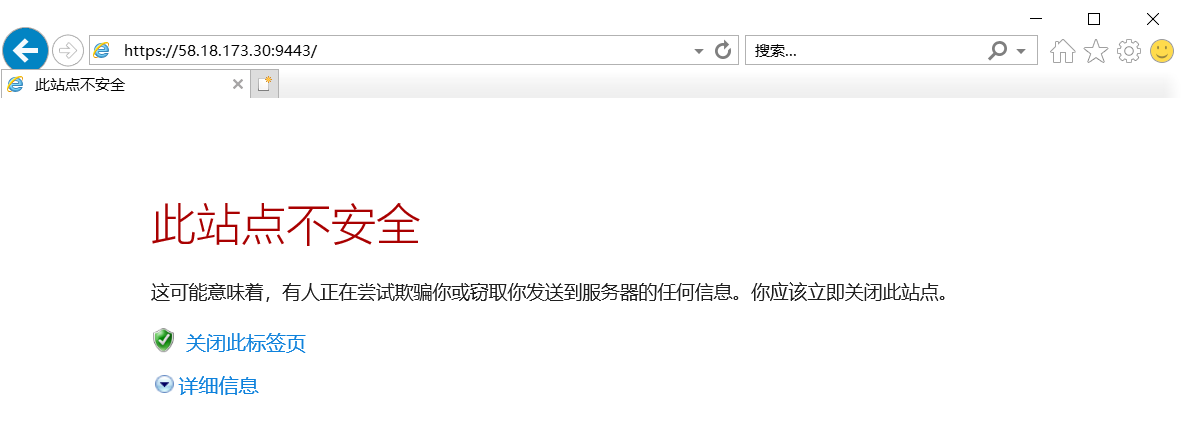 https://58.18.173.30:9443/
搜索...
此站点不安全
此站点不安全
这可能意味着，有人正在尝试欺骗你或窃取你发送到服务器的任何信息。你应该立即关闭此站点。
关闭此标签页
详细信息